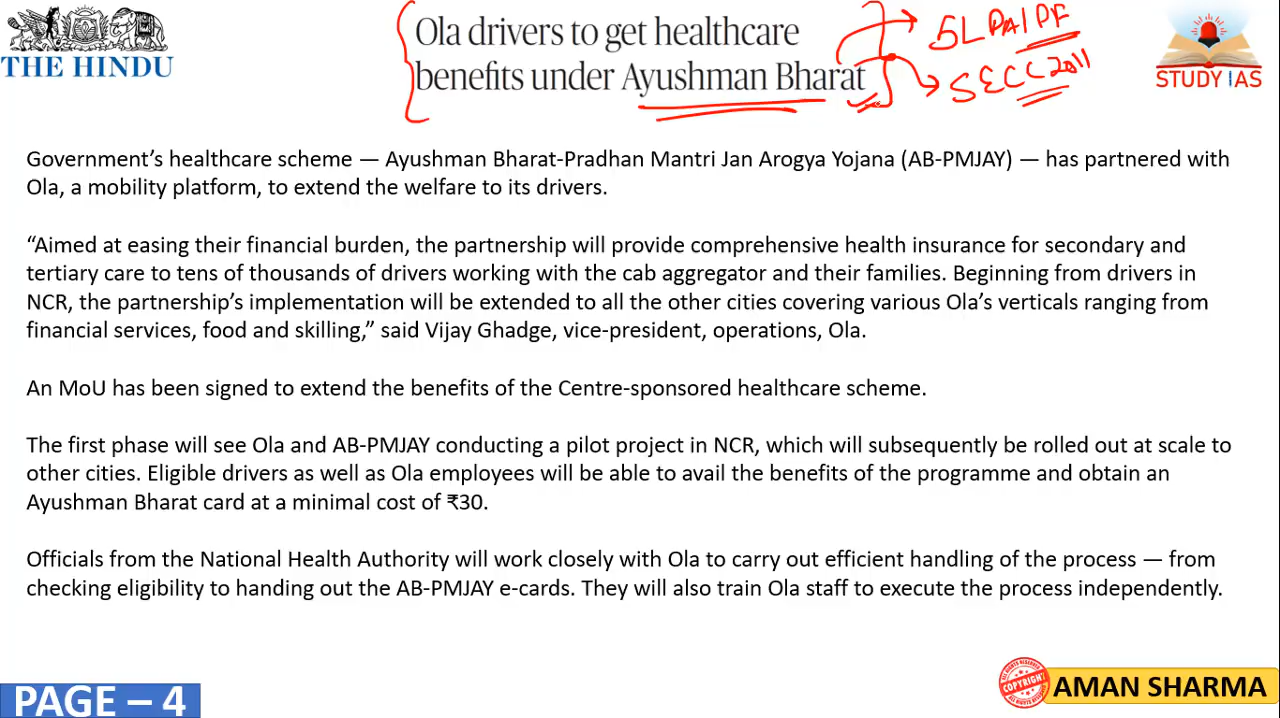 THE HINDU
Ola drivers to get healthcare
benefits under Ayushman Bharat
5L PA/PF
SECC 2011
STUDY IAS
Government’s healthcare scheme — Ayushman Bharat-Pradhan Mantri Jan Arogya Yojana (AB-PMJAY) — has partnered with
Ola, a mobility platform, to extend the welfare to its drivers.
“Aimed at easing their financial burden, the partnership will provide comprehensive health insurance for secondary and
tertiary care to tens of thousands of drivers working with the cab aggregator and their families. Beginning from drivers in
NCR, the partnership’s implementation will be extended to all the other cities covering various Ola’s verticals ranging from
financial services, food and skilling,” said Vijay Ghadge, vice-president, operations, Ola.
An MoU has been signed to extend the benefits of the Centre-sponsored healthcare scheme.
The first phase will see Ola and AB-PMJAY conducting a pilot project in NCR, which will subsequently be rolled out at scale to
other cities. Eligible drivers as well as Ola employees will be able to avail the benefits of the programme and obtain an
Ayushman Bharat card at a minimal cost of ₹30.
Officials from the National Health Authority will work closely with Ola to carry out efficient handling of the process — from
checking eligibility to handing out the AB-PMJAY e-cards. They will also train Ola staff to execute the process independently.
PAGE – 4
COPYRIGHT
AMAN SHARMA